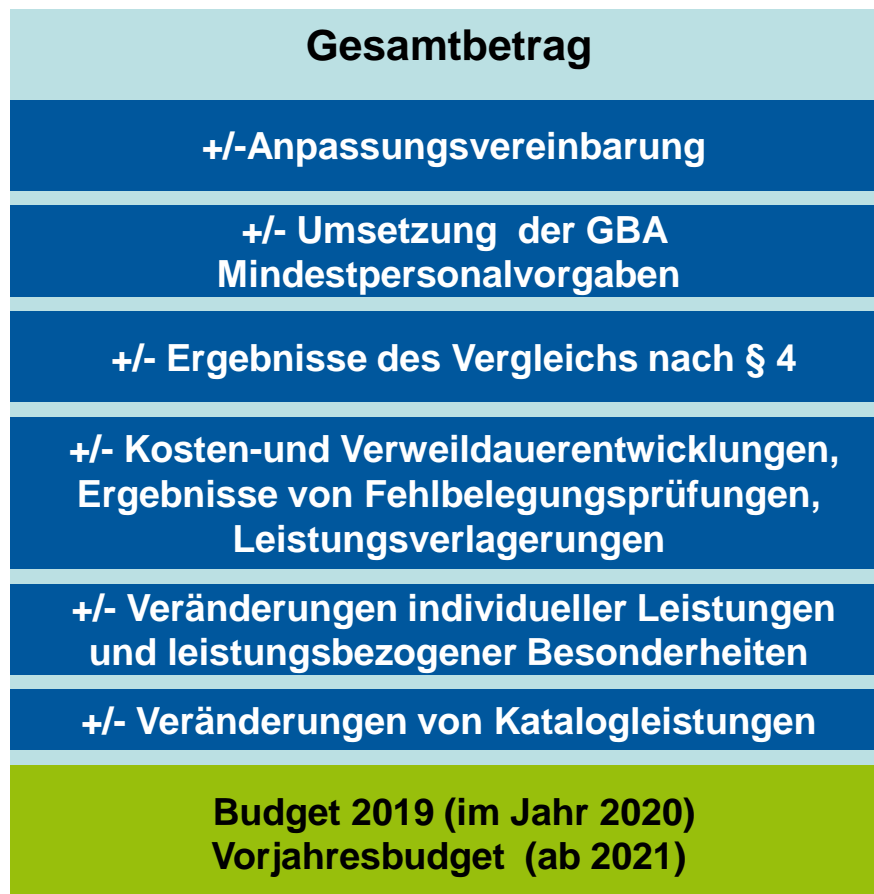 Gesamtbetrag
+/-Anpassungsvereinbarung
+/- Umsetzung der GBA
Mindestpersonalvorgaben
+/- Ergebnisse des Vergleichs nach § 4
+/- Kosten-und Verweildauerentwicklungen,
Ergebnisse von Fehlbelegungsprüfungen,
Leistungsverlagerungen
+/- Veränderungen individueller Leistungen
und leistungsbezogener Besonderheiten
+/- Veränderungen von Katalogleistungen
Budget 2019 (im Jahr 2020)
Vorjahresbudget (ab 2021)